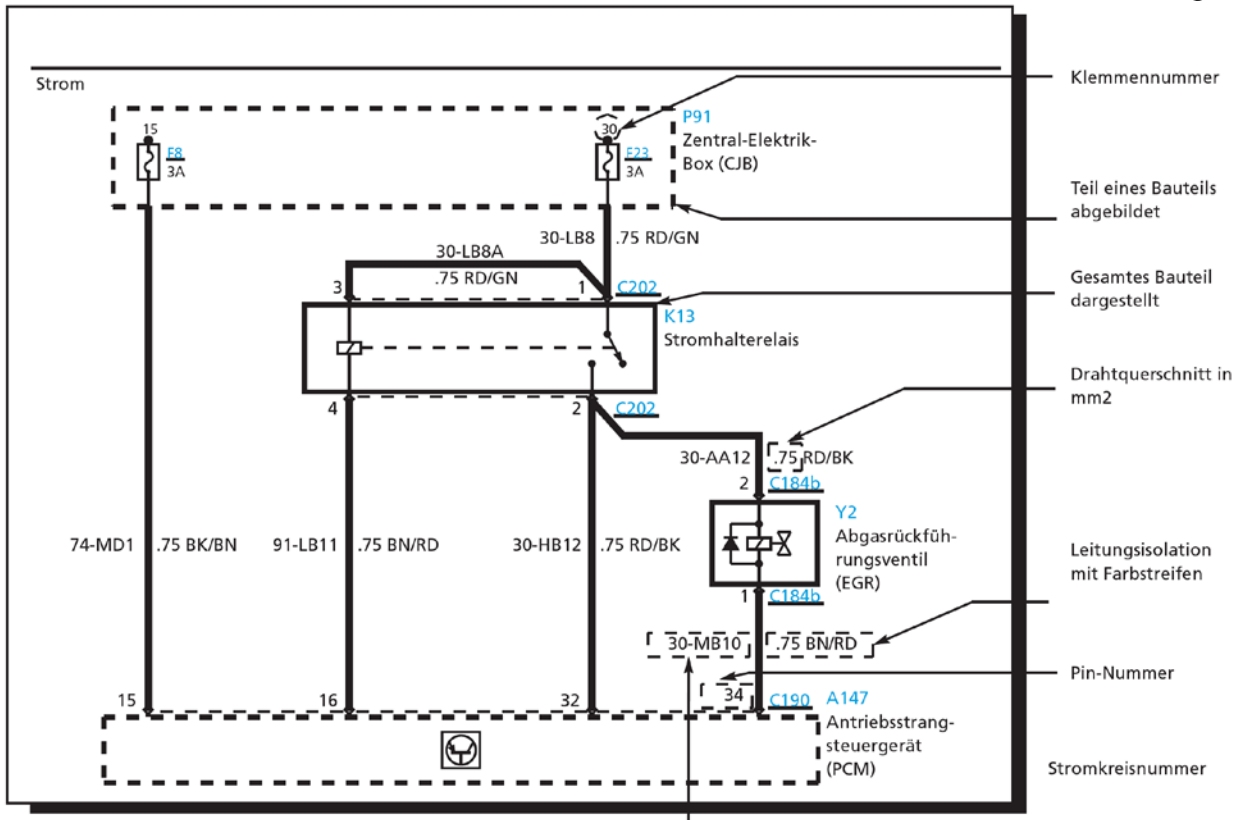 Strom
Klemmennummer
15
30
P91
F8
3A
F23
3A
Zentral-Elektrik-
Box (CJB)
Teil eines Bauteils
abgebildet
30-LB8
.75 RD/GN
30-LB8A
.75 RD/GN
3
1
C202
Gesamtes Bauteil
dargestellt
K13
Stromhalterelais
Drahtquerschnitt in
mm2
4
2
C202
30-AA12
.75 RD/BK
2
C184b
Y2
Abgasrückfüh-
rungsventil
(EGR)
74-MD1
.75 BK/BN
91-LB11
.75 BN/RD
30-HB12
.75 RD/BK
Leitungsisolation
mit Farbstreifen
1
C184b
30-MB10
.75 BN/RD
Pin-Nummer
15
16
32
34
C190
A147
Antriebsstrang-
steuergerät
(PCM)
Stromkreisnummer